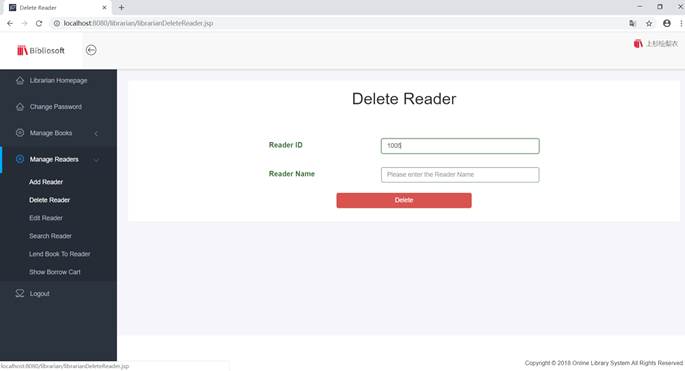 Delete Reader
localhost:8080/librarian/librarianDeleteReader.jsp
Bibliosoft
上杉绘梨衣
Librarian Homepage
Change Password
Manage Books
Manage Readers
Add Reader
Delete Reader
Edit Reader
Search Reader
Lend Book To Reader
Show Borrow Cart
Logout
Delete Reader
Reader ID
1005
Reader Name
Please enter the Reader Name
Delete
Copyright © 2018 Online Library System All Rights Reserved.
localhost:8080/librarian/librarianDeleteReader.jsp